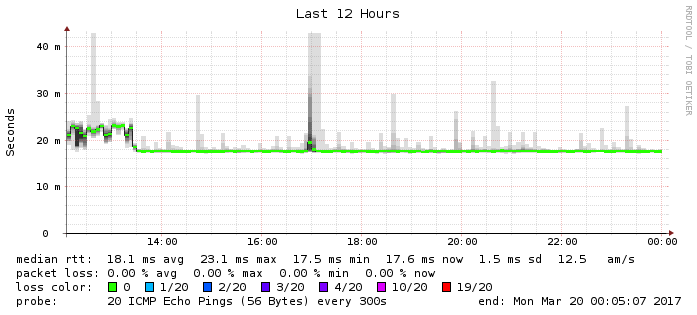 Last 12 Hours
RRDTOOL / TOBI OETIKER
Seconds
40 m
30 m
20 m
10 m
0
14:00 16:00 18:00 20:00 22:00 00:00
median rtt: 18.1 ms avg 23.1 ms max 17.5 ms min 17.6 ms now 1.5 ms sd 12.5 am/s
packet loss: 0.00 % avg 0.00 % max 0.00 % min 0.00 % now
loss color: 0 1/20 2/20 3/20 4/20 10/20 19/20
probe: 20 ICMP Echo Pings (56 Bytes) every 300s end: Mon Mar 20 00:05:07 2017